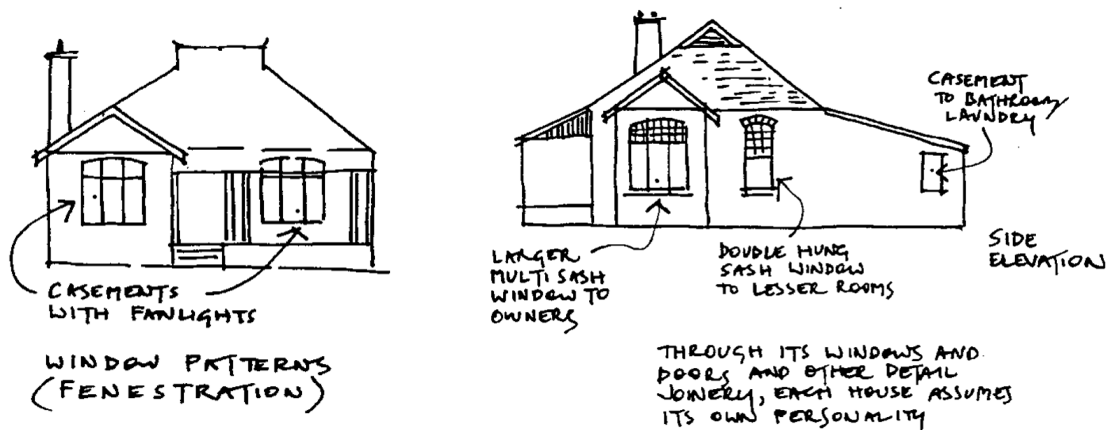 CASEMENTS
WITH FANLIGHTS
WINDOW PATTERNS
(FENESTRATION)
CASEMENT
TO BATHROOM
LAUNDRY
LARGER
MULTI SASH
WINDOW TO
OWNERS
DOUBLE HUNG
SASH WINDOW
TO LESSER ROOMS
SIDE
ELEVATION
THROUGH ITS WINDOWS AND
DOORS AND OTHER DETAIL
JOINERY, EACH HOUSE ASSUMES
ITS OWN PERSONALITY